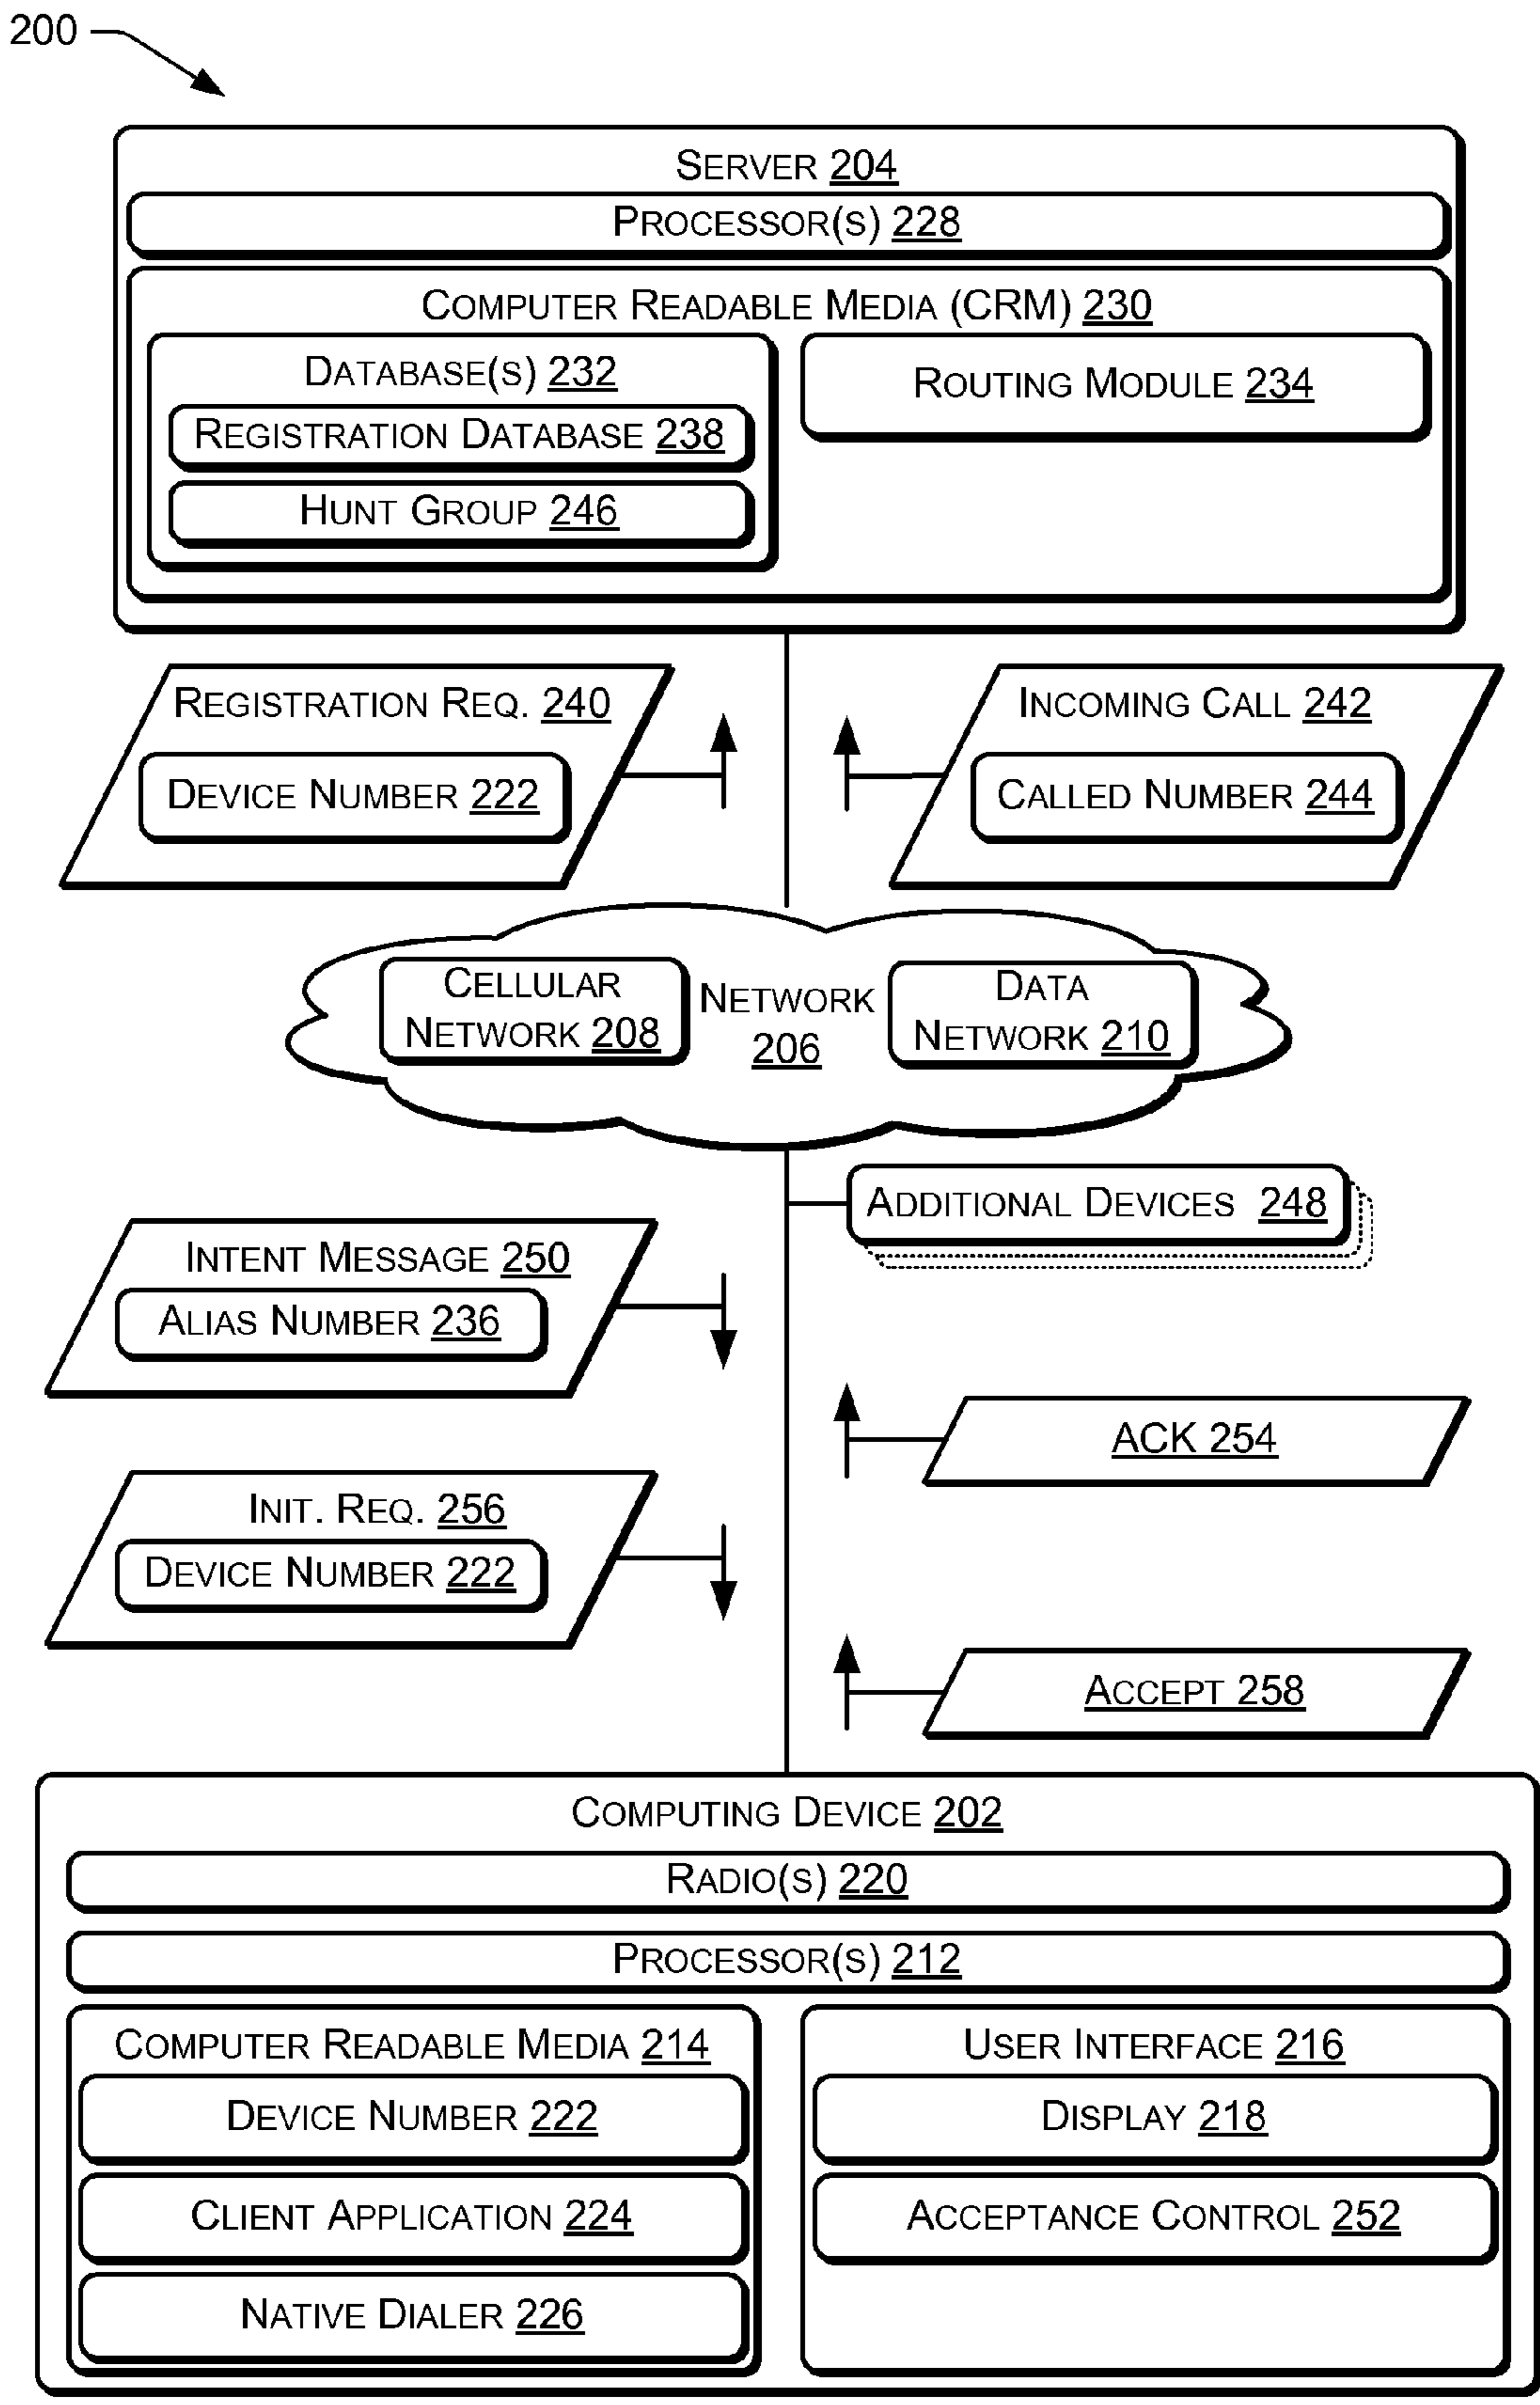 200
SERVER 204
PROCESSOR(S) 228
COMPUTER READABLE MEDIA (CRM) 230
DATABASE(S) 232
REGISTRATION DATABASE 238
HUNT GROUP 246
ROUTING MODULE 234
REGISTRATION REQ. 240
DEVICE NUMBER 222
INCOMING CALL 242
CALLED NUMBER 244
CELLULAR
NETWORK 208
NETWORK
206
DATA
NETWORK 210
ADDITIONAL DEVICES 248
INTENT MESSAGE 250
ALIAS NUMBER 236
ACK 254
INIT. REQ. 256
DEVICE NUMBER 222
ACCEPT 258
COMPUTING DEVICE 202
RADIO(S) 220
PROCESSOR(S) 212
COMPUTER READABLE MEDIA 214
DEVICE NUMBER 222
CLIENT APPLICATION 224
NATIVE DIALER 226
USER INTERFACE 216
DISPLAY 218
ACCEPTANCE CONTROL 252